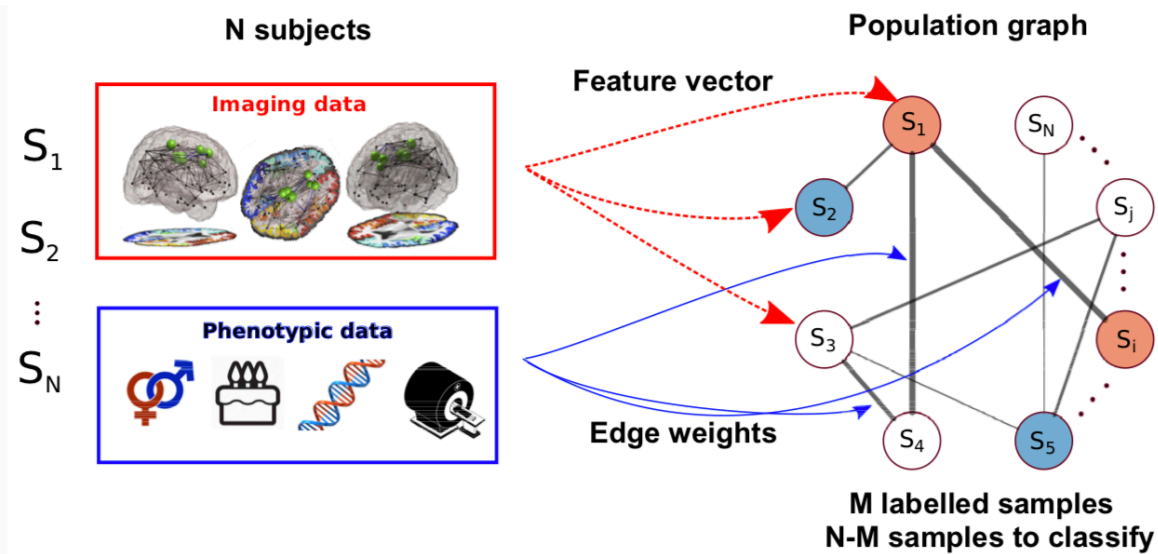 N subjects
Population graph
Imaging data
Feature vector
S1
S2
⋮
SN
Phenotypic data
Edge weights
S1
SN
S2
Sj
S3
Si
S4
S5
M labelled samples
N-M samples to classify